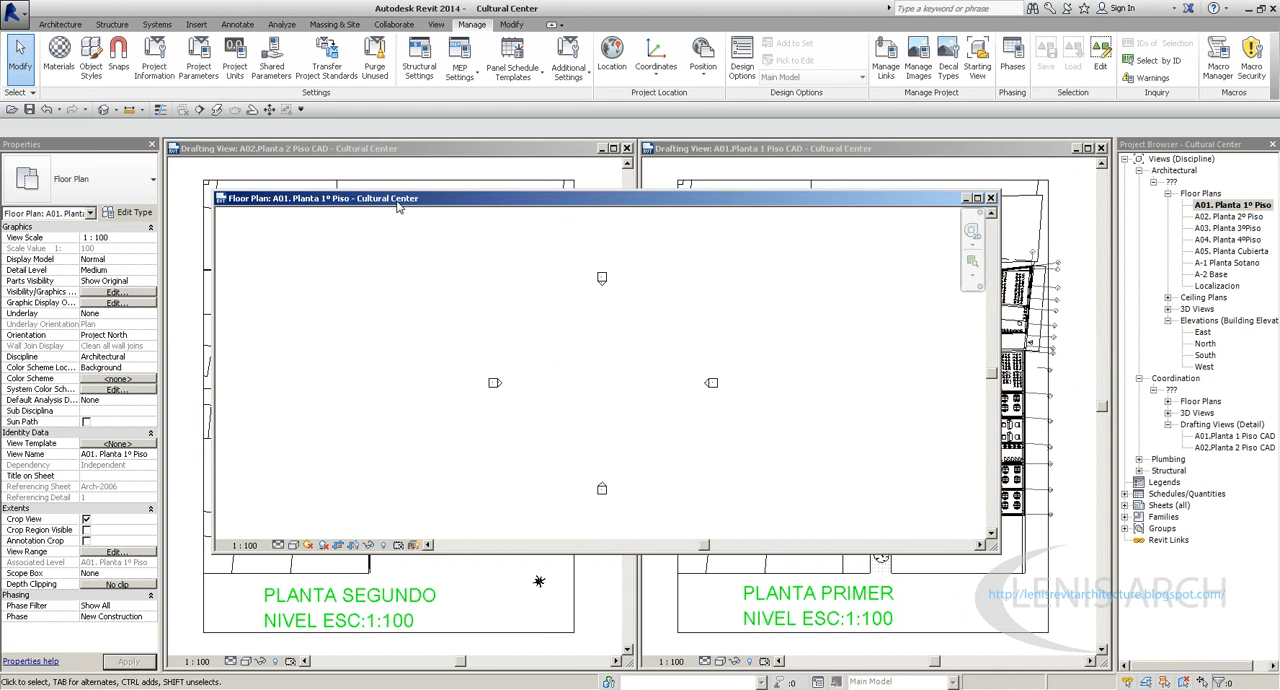 Autodesk Revit 2014 - Cultural Center
Type a keyword or phrase
Sign In
Architecture Structure Systems Insert Annotate Analyze Massing & Site Collaborate View Manage Modify
Modify
Materials
Object Styles
Snaps
Project Information
Project Parameters
Project Units
Shared Parameters
Transfer Project Standards
Purge Unused
Structural Settings
MEP Settings
Panel Schedule Templates
Additional Settings
Location
Coordinates
Position
Design Options
Add to Set
Pick to Edit
Main Model
Manage Links
Manage Images
Decal Types
Starting View
Phases
Save
Load
Edit
IDs of Selection
Select by ID
Warnings
Macro Manager
Macro Security
Select
Settings
Project Location
Design Options
Manage Project
Phasing
Selection
Inquiry
Macros
Properties
Floor Plan
Floor Plan: A01. Planta
Edit Type
Graphics
View Scale 1 : 100
Scale Value 1: 100
Display Model Normal
Detail Level Medium
Parts Visibility Show Original
Visibility/Graphics ... Edit...
Graphic Display O... Edit...
Underlay None
Underlay Orientation Plan
Orientation Project North
Wall Join Display Clean all wall joins
Discipline Architectural
Color Scheme Loc... Background
Color Scheme <none>
System Color Sch... Edit...
Default Analysis D... None
Sub Discipline
Sun Path
Identity Data
View Template <None>
View Name A01. Planta 1º Piso
Dependency Independent
Title on Sheet
Referencing Sheet Arch-2006
Referencing Detail 1
Extents
Crop View
Crop Region Visible
Annotation Crop
View Range Edit...
Associated Level A01. Planta 1º Piso
Scope Box None
Depth Clipping No clip
Phasing
Phase Filter Show All
Phase New Construction
Properties help
Apply
Drafting View: A02.Planta 2 Piso CAD - Cultural Center
Drafting View: A01.Planta 1 Piso CAD - Cultural Center
Floor Plan: A01. Planta 1º Piso - Cultural Center
2D
1 : 100
PLANTA SEGUNDO
NIVEL ESC:1:100
PLANTA PRIMER
NIVEL ESC:1:100
1 : 100
1 : 100
Project Browser - Cultural Center
Views (Discipline)
Architectural
???
Floor Plans
A01. Planta 1º Piso
A02. Planta 2º Piso
A03. Planta 3ºPiso
A04. Planta 4ºPiso
A05. Planta Cubierta
A-1 Planta Sotano
A-2 Base
Localizacion
Ceiling Plans
3D Views
Elevations (Building Elevat
East
North
South
West
Coordination
???
Floor Plans
3D Views
Drafting Views (Detail)
A01.Planta 1 Piso CAD
A02.Planta 2 Piso CAD
Plumbing
Structural
Legends
Schedules/Quantities
Sheets (all)
Families
Groups
Revit Links
LENIS ARCH
http://lenisrevitarchitecture.blogspot.com/
Click to select, TAB for alternates, CTRL adds, SHIFT unselects.
:0
Main Model
:0